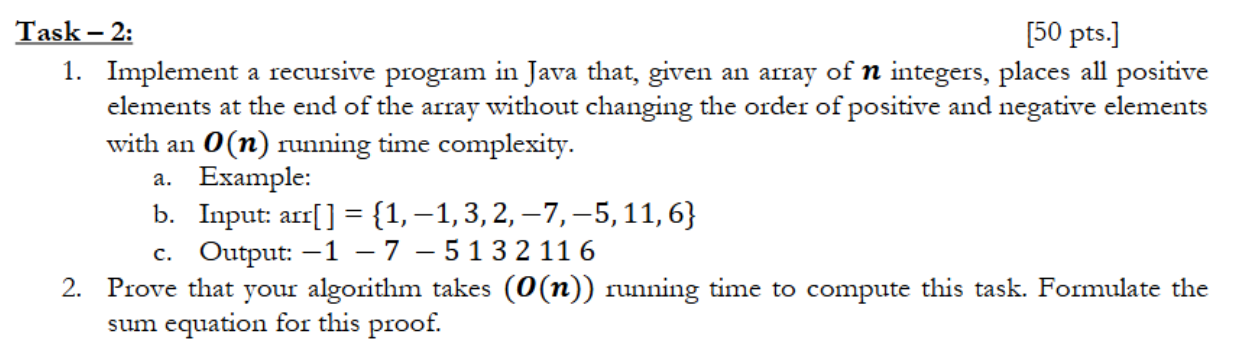 Task – 2: [50 pts.]
1. Implement a recursive program in Java that, given an array of n integers, places all positive
elements at the end of the array without changing the order of positive and negative elements
with an O(n) running time complexity.
a. Example:
b. Input: arr[] = {1, −1, 3, 2, −7, −5, 11, 6}
c. Output: −1 − 7 − 5 1 3 2 11 6
2. Prove that your algorithm takes (O(n)) running time to compute this task. Formulate the
sum equation for this proof.